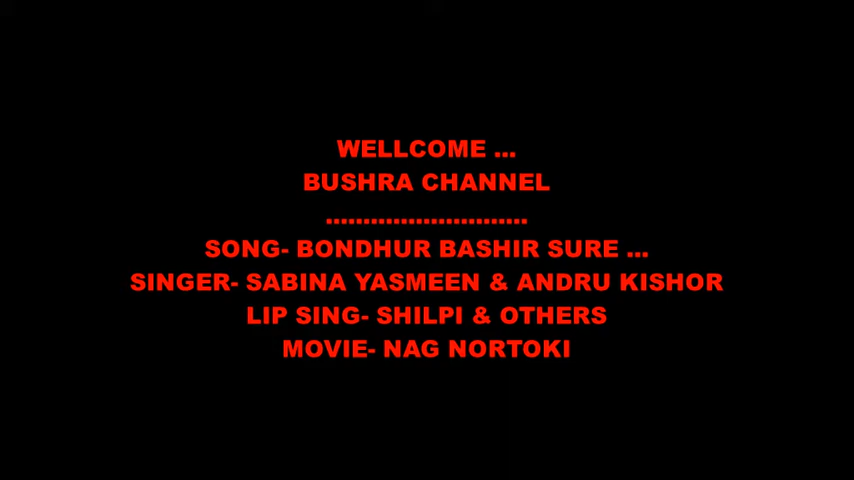 WELLCOME ...
BUSHRA CHANNEL
...........................
SONG- BONDHUR BASHIR SURE ...
SINGER- SABINA YASMEEN & ANDRU KISHOR
LIP SING- SHILPI & OTHERS
MOVIE- NAG NORTOKI